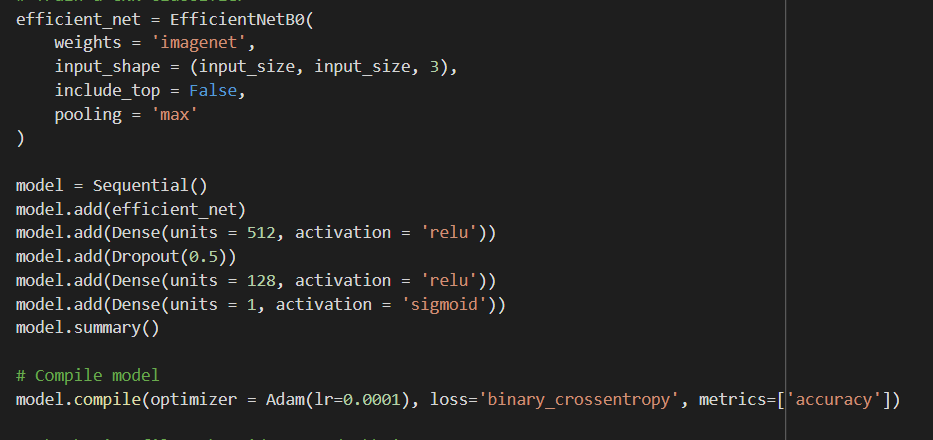 efficient_net = EfficientNetB0(
    weights = 'imagenet',
    input_shape = (input_size, input_size, 3),
    include_top = False,
    pooling = 'max'
)
model = Sequential()
model.add(efficient_net)
model.add(Dense(units = 512, activation = 'relu'))
model.add(Dropout(0.5))
model.add(Dense(units = 128, activation = 'relu'))
model.add(Dense(units = 1, activation = 'sigmoid'))
model.summary()
# Compile model
model.compile(optimizer = Adam(lr=0.0001), loss='binary_crossentropy', metrics=['accuracy'])